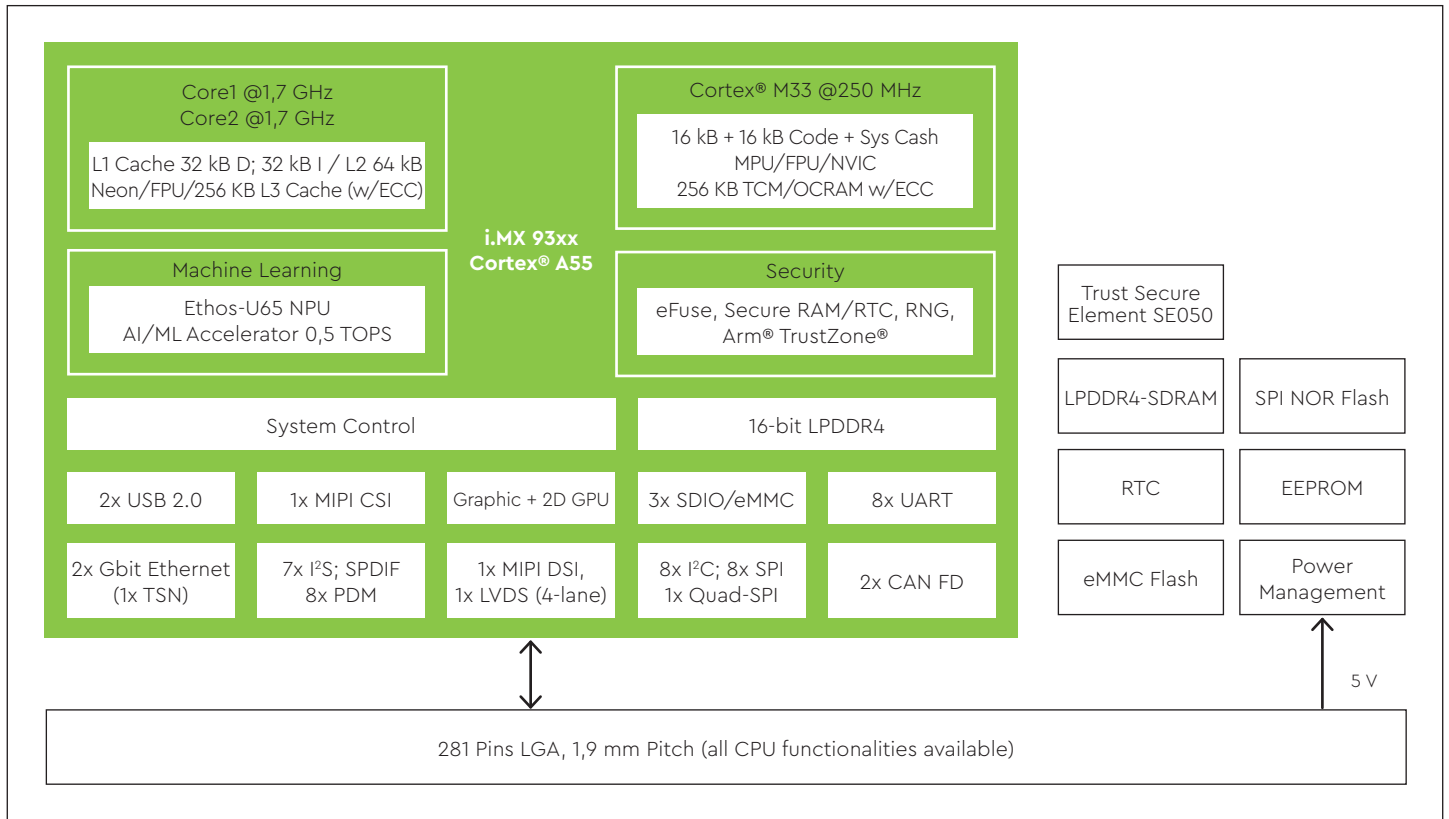 Core1 @1,7 GHz
Core2 @1,7 GHz
L1 Cache 32 kB D; 32 kB I / L2 64 kB
Neon/FPU/256 KB L3 Cache (w/ECC)
Cortex® M33 @250 MHz
16 kB + 16 kB Code + Sys Cash
MPU/FPU/NVIC
256 KB TCM/OCRAM w/ECC
i.MX 93xx
Cortex® A55
Machine Learning
Ethos-U65 NPU
AI/ML Accelerator 0,5 TOPS
Security
eFuse, Secure RAM/RTC, RNG,
Arm® TrustZone®
System Control
16-bit LPDDR4
2x USB 2.0
1x MIPI CSI
Graphic + 2D GPU
3x SDIO/eMMC
8x UART
2x Gbit Ethernet
(1x TSN)
7x I²S; SPDIF
8x PDM
1x MIPI DSI,
1x LVDS (4-lane)
8x I²C; 8x SPI
1x Quad-SPI
2x CAN FD
Trust Secure
Element SE050
LPDDR4-SDRAM
SPI NOR Flash
RTC
EEPROM
eMMC Flash
Power
Management
5 V
281 Pins LGA, 1,9 mm Pitch (all CPU functionalities available)